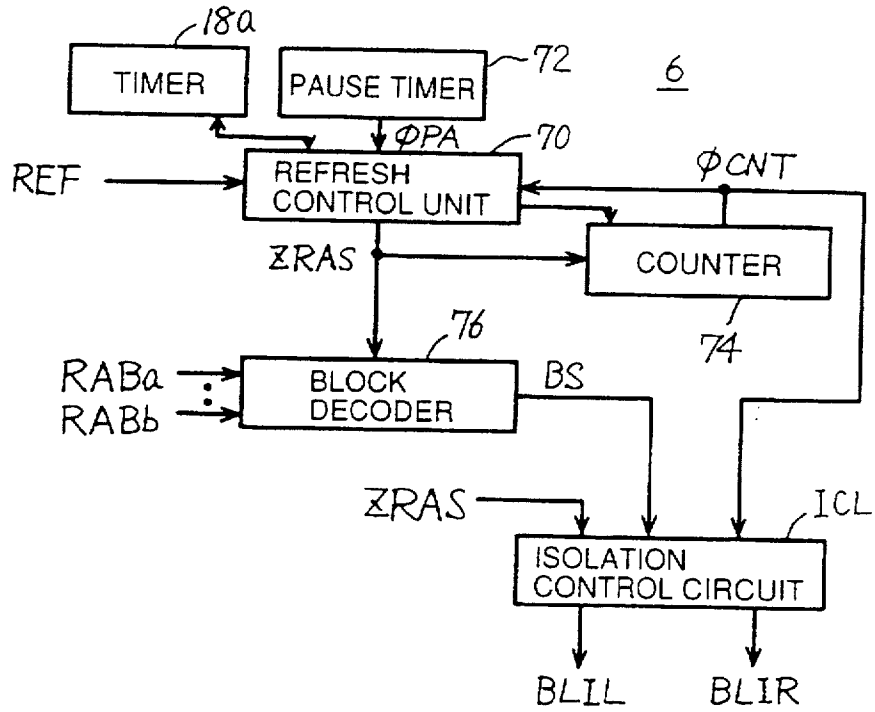 18a
TIMER
PAUSE TIMER
72
6
φPA
70
φCNT
REF
REFRESH
CONTROL UNIT
ZRAS
COUNTER
74
76
RABa
BLOCK
DECODER
BS
RABb
ZRAS
ICL
ISOLATION
CONTROL CIRCUIT
BLIL
BLIR